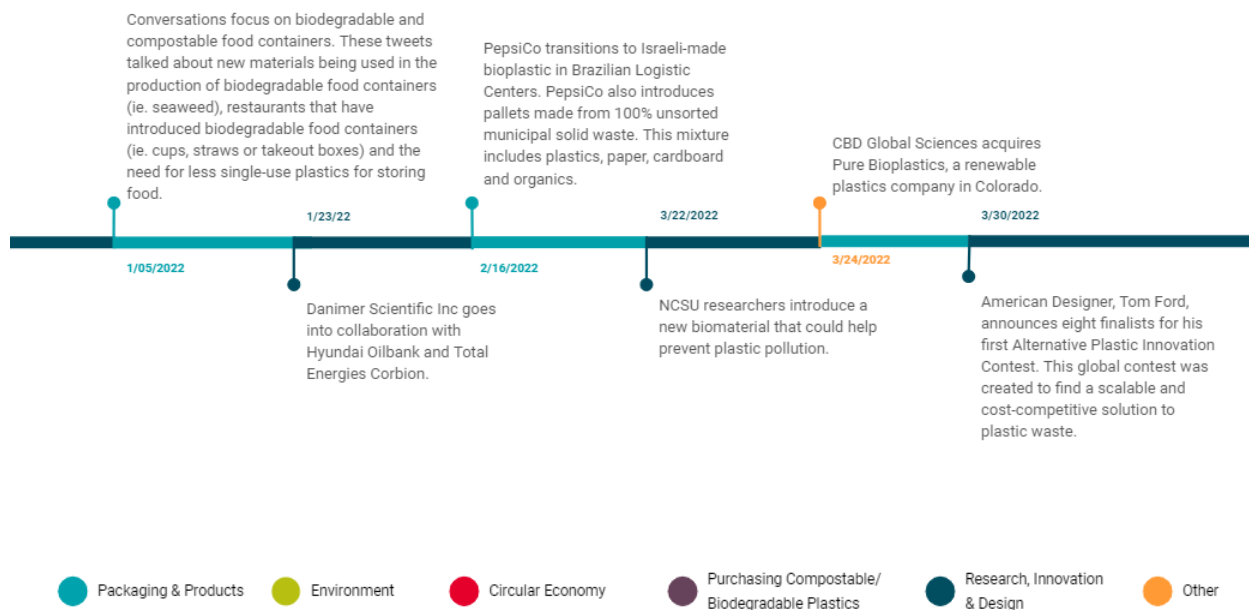 Conversations focus on biodegradable and
compostable food containers. These tweets
talked about new materials being used in the
production of biodegradable food containers
(ie. seaweed), restaurants that have
introduced biodegradable food containers
(ie. cups, straws or takeout boxes) and the
need for less single-use plastics for storing
food.
1/05/2022
1/23/22
Danimer Scientific Inc goes
into collaboration with
Hyundai Oilbank and Total
Energies Corbion.
PepsiCo transitions to Israeli-made
bioplastic in Brazilian Logistic
Centers. PepsiCo also introduces
pallets made from 100% unsorted
municipal solid waste. This mixture
includes plastics, paper, cardboard
and organics.
2/16/2022
3/22/2022
NCSU researchers introduce a
new biomaterial that could help
prevent plastic pollution.
CBD Global Sciences acquires
Pure Bioplastics, a renewable
plastics company in Colorado.
3/24/2022
3/30/2022
American Designer, Tom Ford,
announces eight finalists for his
first Alternative Plastic Innovation
Contest. This global contest was
created to find a scalable and
cost-competitive solution to
plastic waste.
Packaging & Products
Environment
Circular Economy
Purchasing Compostable/
Biodegradable Plastics
Research, Innovation
& Design
Other